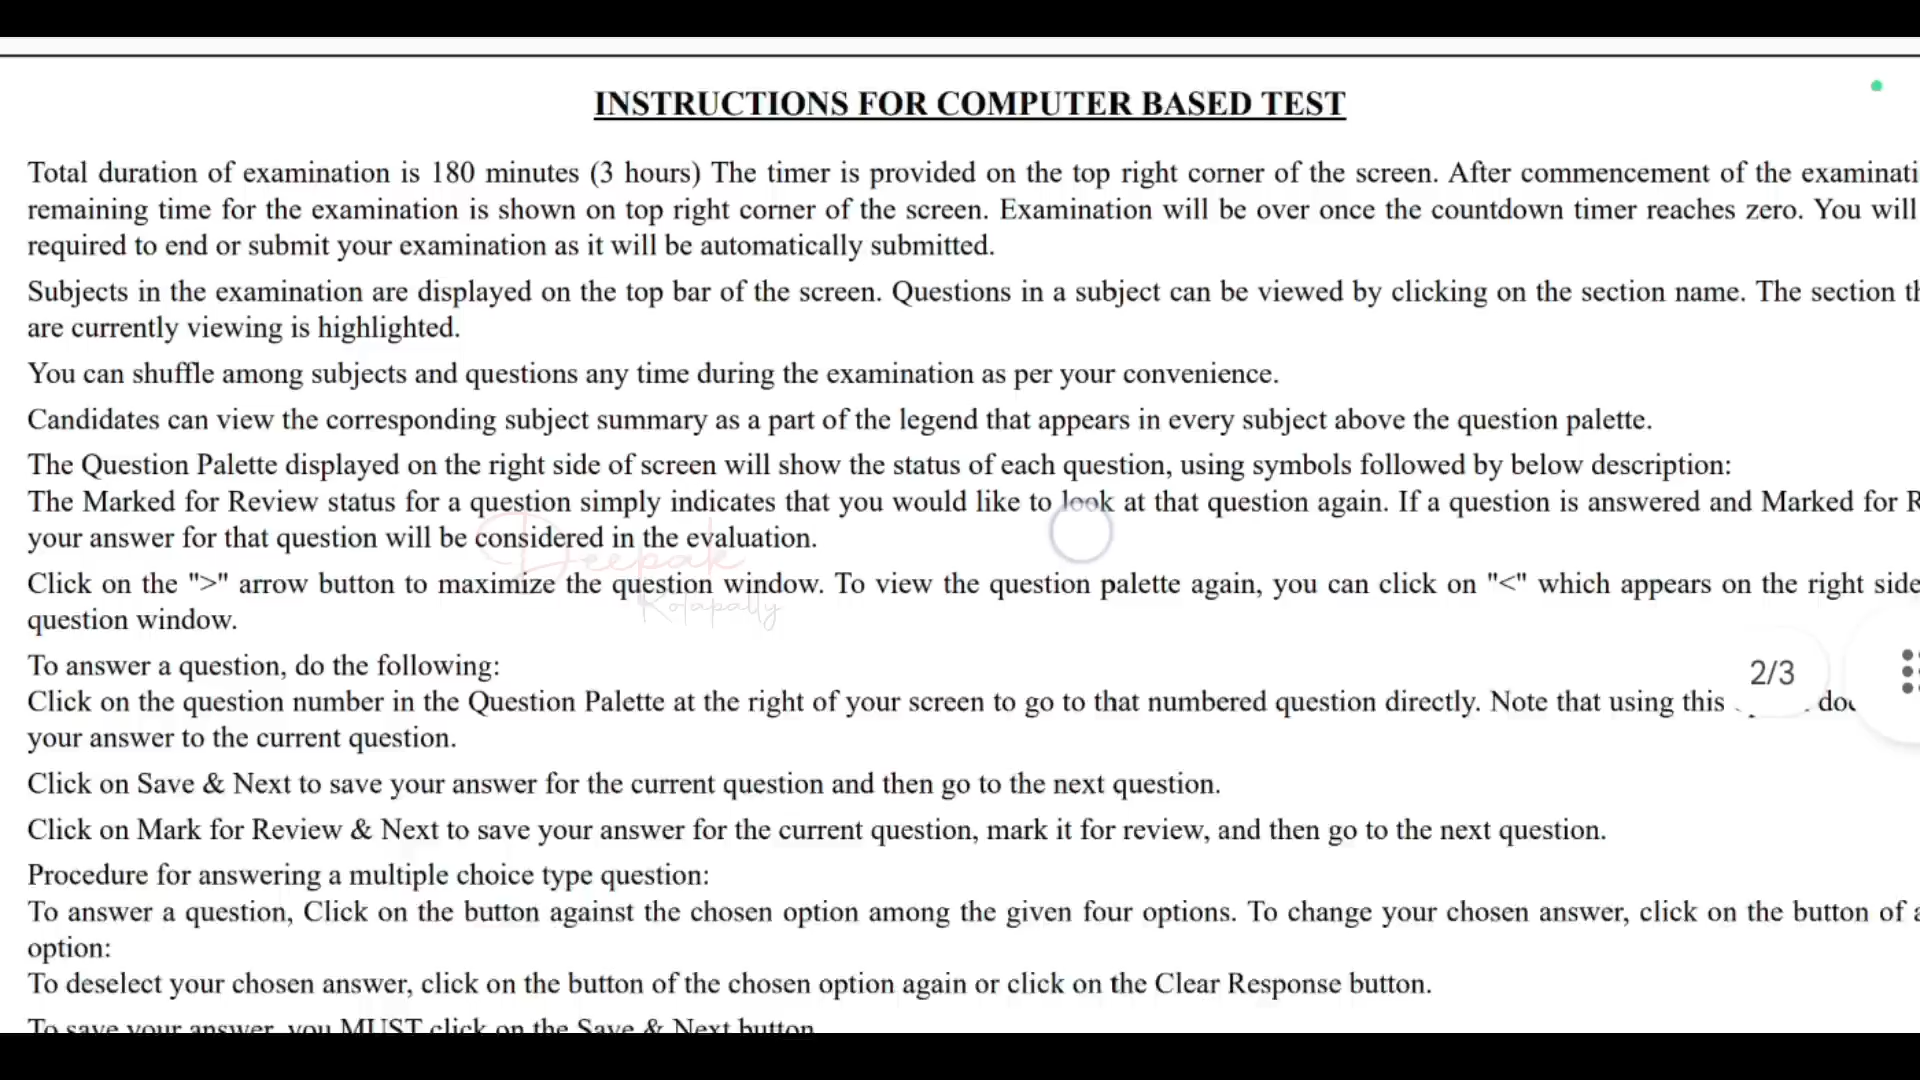 INSTRUCTIONS FOR COMPUTER BASED TEST
Total duration of examination is 180 minutes (3 hours) The timer is provided on the top right corner of the screen. After commencement of the examinati
remaining time for the examination is shown on top right corner of the screen. Examination will be over once the countdown timer reaches zero. You will
required to end or submit your examination as it will be automatically submitted.
Subjects in the examination are displayed on the top bar of the screen. Questions in a subject can be viewed by clicking on the section name. The section th
are currently viewing is highlighted.
You can shuffle among subjects and questions any time during the examination as per your convenience.
Candidates can view the corresponding subject summary as a part of the legend that appears in every subject above the question palette.
The Question Palette displayed on the right side of screen will show the status of each question, using symbols followed by below description:
The Marked for Review status for a question simply indicates that you would like to look at that question again. If a question is answered and Marked for R
your answer for that question will be considered in the evaluation.
Deepak
Kolapally
Click on the ">" arrow button to maximize the question window. To view the question palette again, you can click on "<" which appears on the right side
question window.
To answer a question, do the following:
2/3
Click on the question number in the Question Palette at the right of your screen to go to that numbered question directly. Note that using this
your answer to the current question.
Click on Save & Next to save your answer for the current question and then go to the next question.
Click on Mark for Review & Next to save your answer for the current question, mark it for review, and then go to the next question.
Procedure for answering a multiple choice type question:
To answer a question, Click on the button against the chosen option among the given four options. To change your chosen answer, click on the button of a
option:
To deselect your chosen answer, click on the button of the chosen option again or click on the Clear Response button.
To save your answer, you MUST click on the Save & Next button